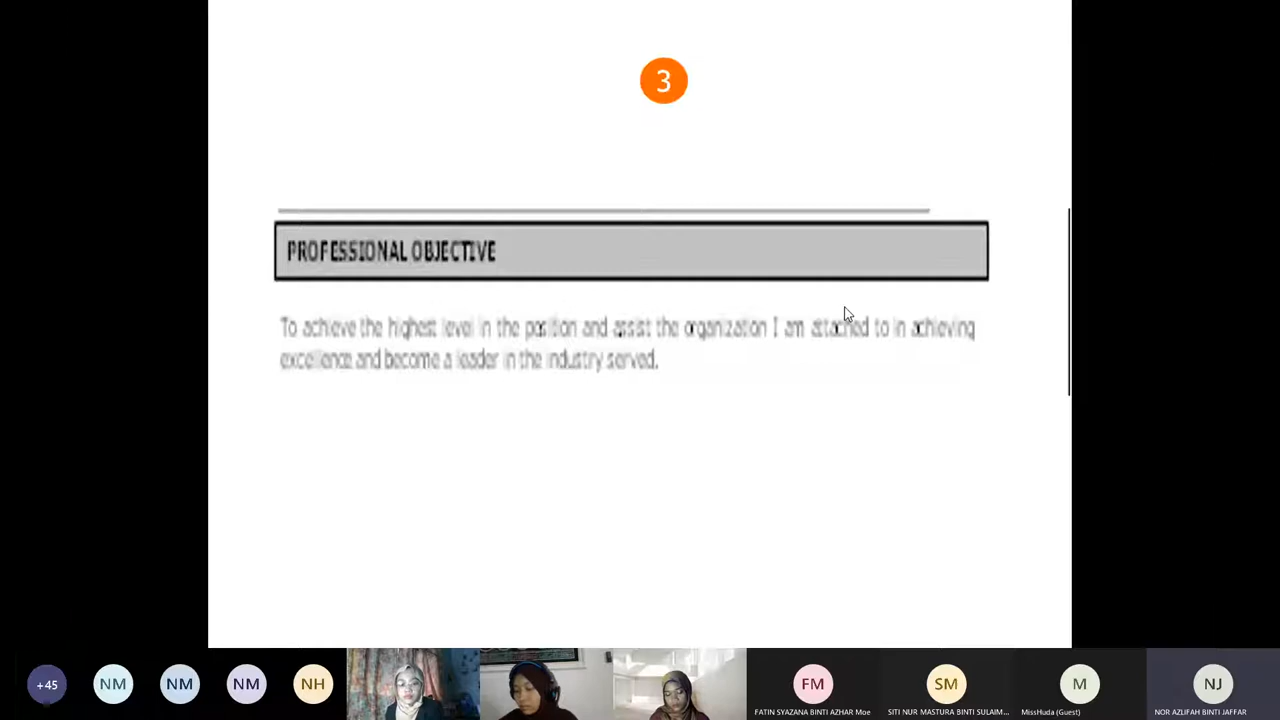 3
PROFESSIONAL OBJECTIVE
To achieve the highest level in the position and assist the organization I am attached to in achieving
excellence and become a leader in the industry served.
+45
NM
NM
NM
NH
FM
SM
M
NJ
FATIN SYAZANA BINTI AZHAR Moe
SITI NUR MASTURA BINTI SULAIM...
MissHuda (Guest)
NOR AZLIFAH BINTI JAFFAR